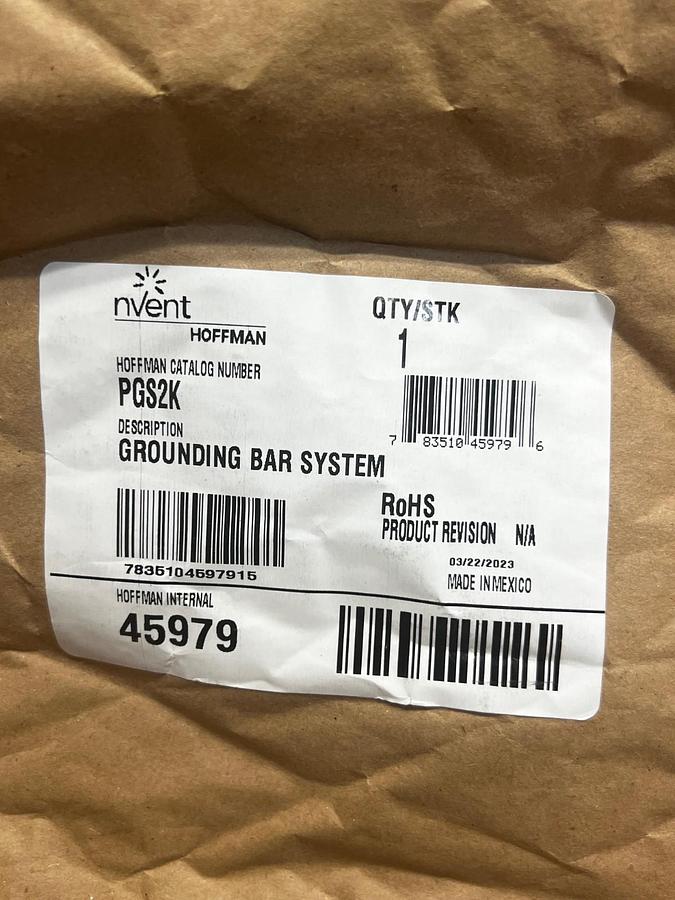 nvent
HOFFMAN
QTY/STK
1
HOFFMAN CATALOG NUMBER
PGS2K
7 83510 45979 6
DESCRIPTION
GROUNDING BAR SYSTEM
RoHS
PRODUCT REVISION N/A
7835104597915
03/22/2023
MADE IN MEXICO
HOFFMAN INTERNAL
45979